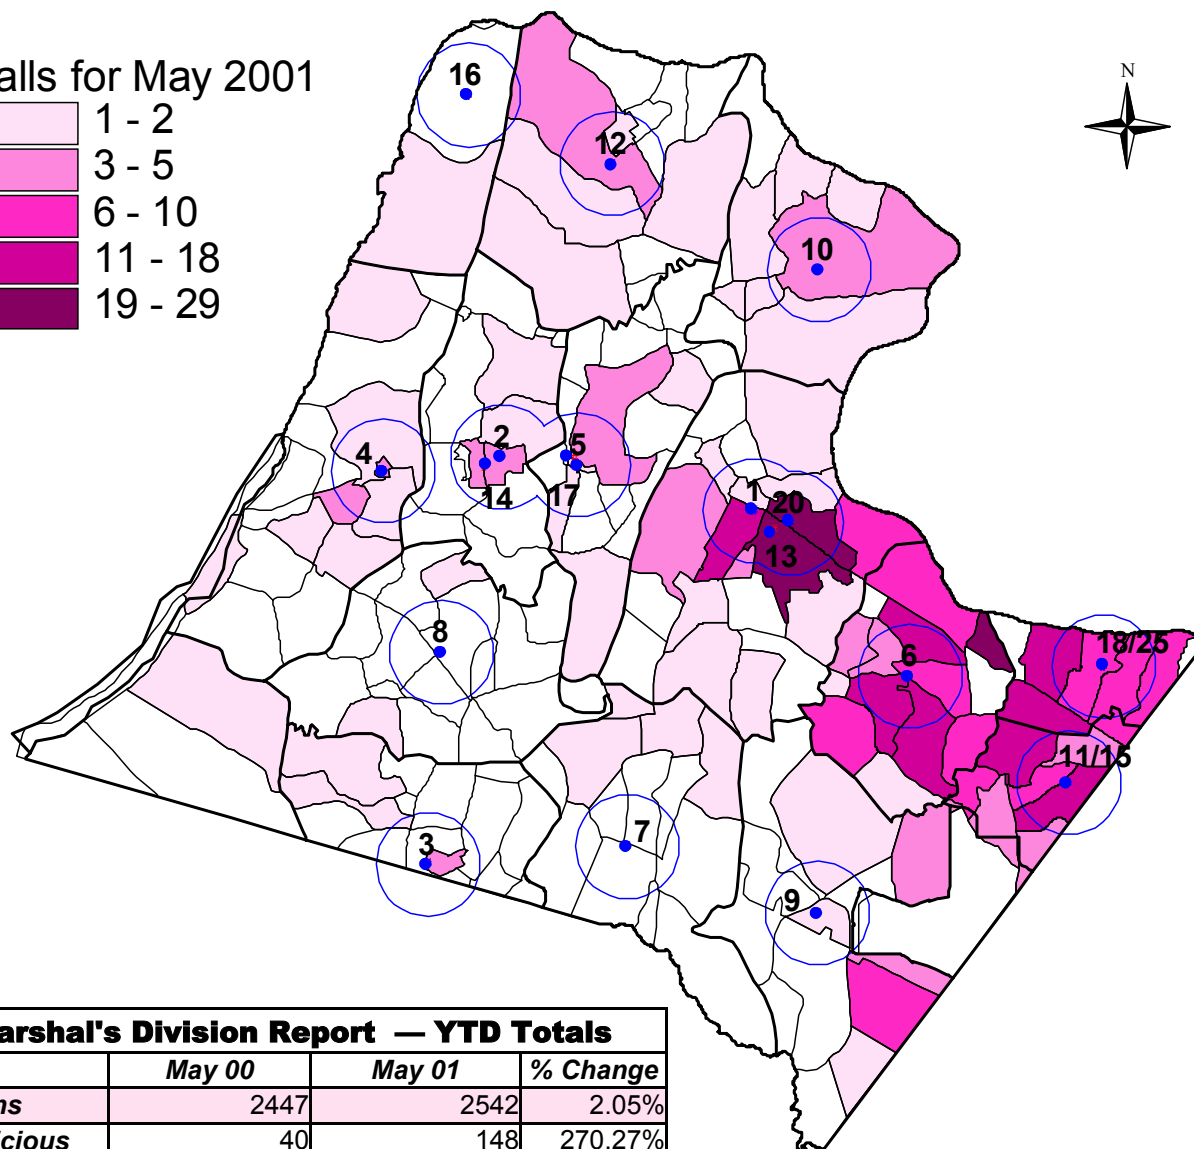 alls for May 2001
1 - 2
3 - 5
6 - 10
11 - 18
19 - 29
N
16
12
10
4
2
5
14
17
1
20
13
8
6
18/25
11/15
3
7
9
arshal's Division Report — YTD Totals
May 00 May 01 % Change
ns 2447 2542 2.05%
icious 40 148 270.27%